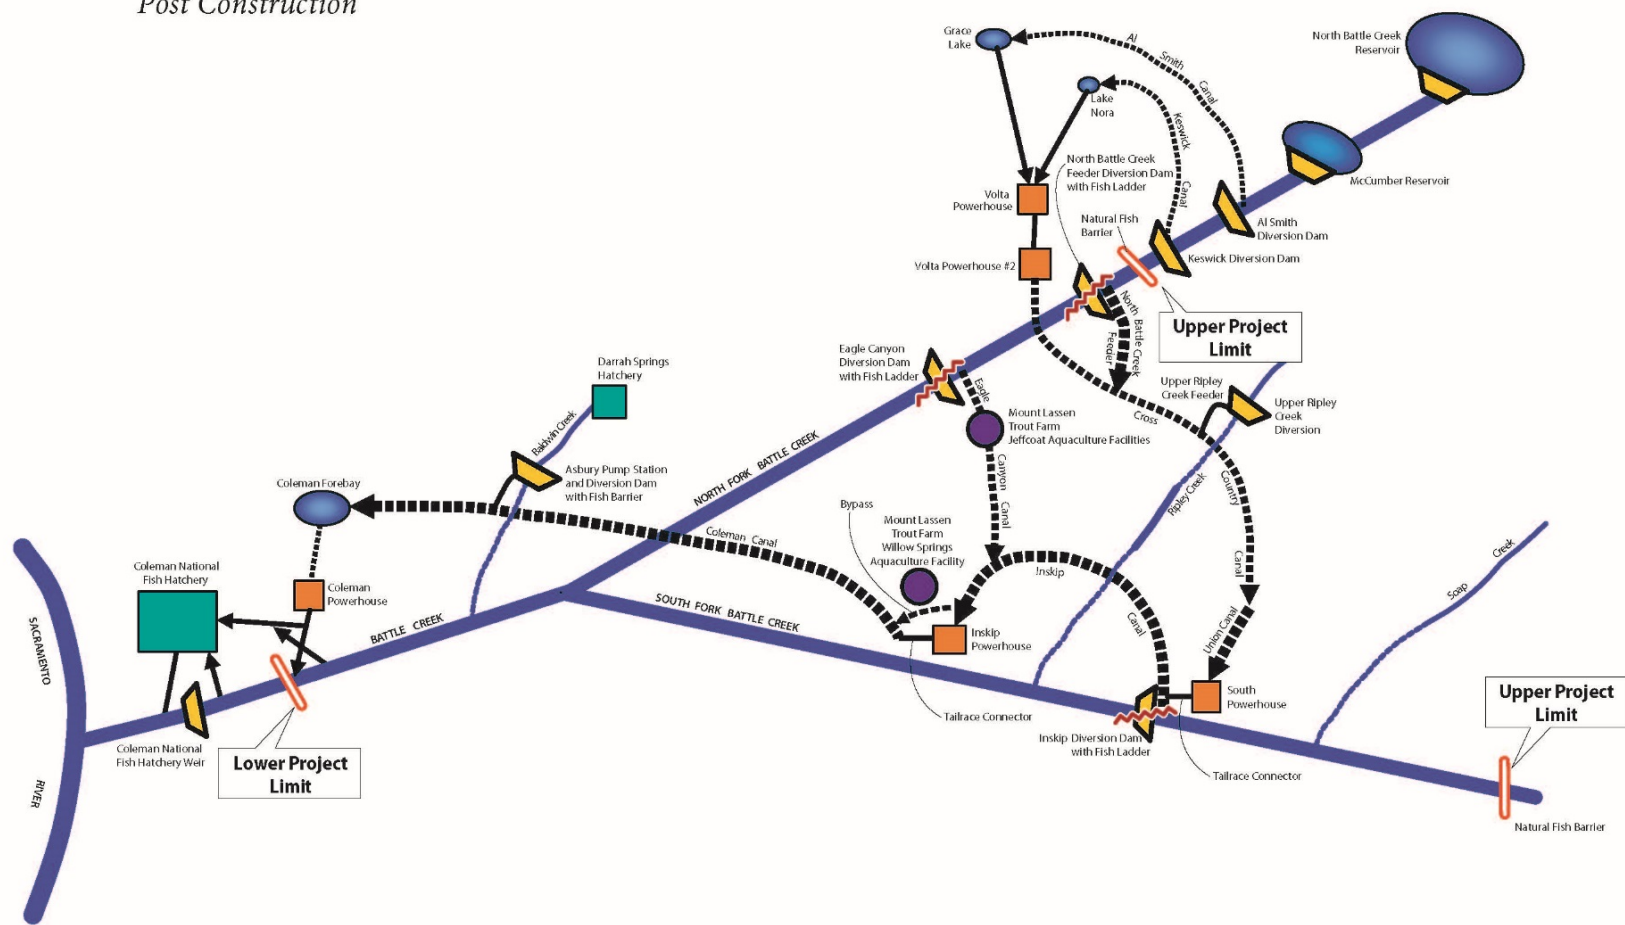 Post Construction
Grace
Lake
Al
Smith
Canal
North Battle Creek
Reservoir
Lake
Nora
Keswick
Canal
McCumber Reservoir
North Battle Creek
Feeder Diversion Dam
with Fish Ladder
Volta
Powerhouse
Natural Fish
Barrier
Al Smith
Diversion Dam
Keswick Diversion Dam
Volta Powerhouse #2
North Battle Creek
Feeder
Upper Project
Limit
Eagle Canyon
Diversion Dam
with Fish Ladder
Darrah Springs
Hatchery
Eagle
Upper Ripley
Creek Feeder
Upper Ripley
Creek
Diversion
Mount Lassen
Trout Farm
Jeffcoat Aquaculture Facilities
Cross
Baldwin Creek
NORTH FORK BATTLE CREEK
Canyon
Canal
Country
Canal
Ripley Creek
Asbury Pump Station
and Diversion Dam
with Fish Barrier
Coleman Forebay
Bypass
Mount Lassen
Trout Farm
Willow Springs
Aquaculture Facility
Coleman Canal
Inskip
Canal
Soap
Creek
Coleman National
Fish Hatchery
Coleman
Powerhouse
SOUTH FORK BATTLE CREEK
BATTLE CREEK
Inskip
Powerhouse
Union Canal
SACRAMENTO
RIVER
South
Powerhouse
Upper Project
Limit
Tailrace Connector
Inskip Diversion Dam
with Fish Ladder
Coleman National
Fish Hatchery Weir
Lower Project
Limit
Tailrace Connector
Natural Fish Barrier